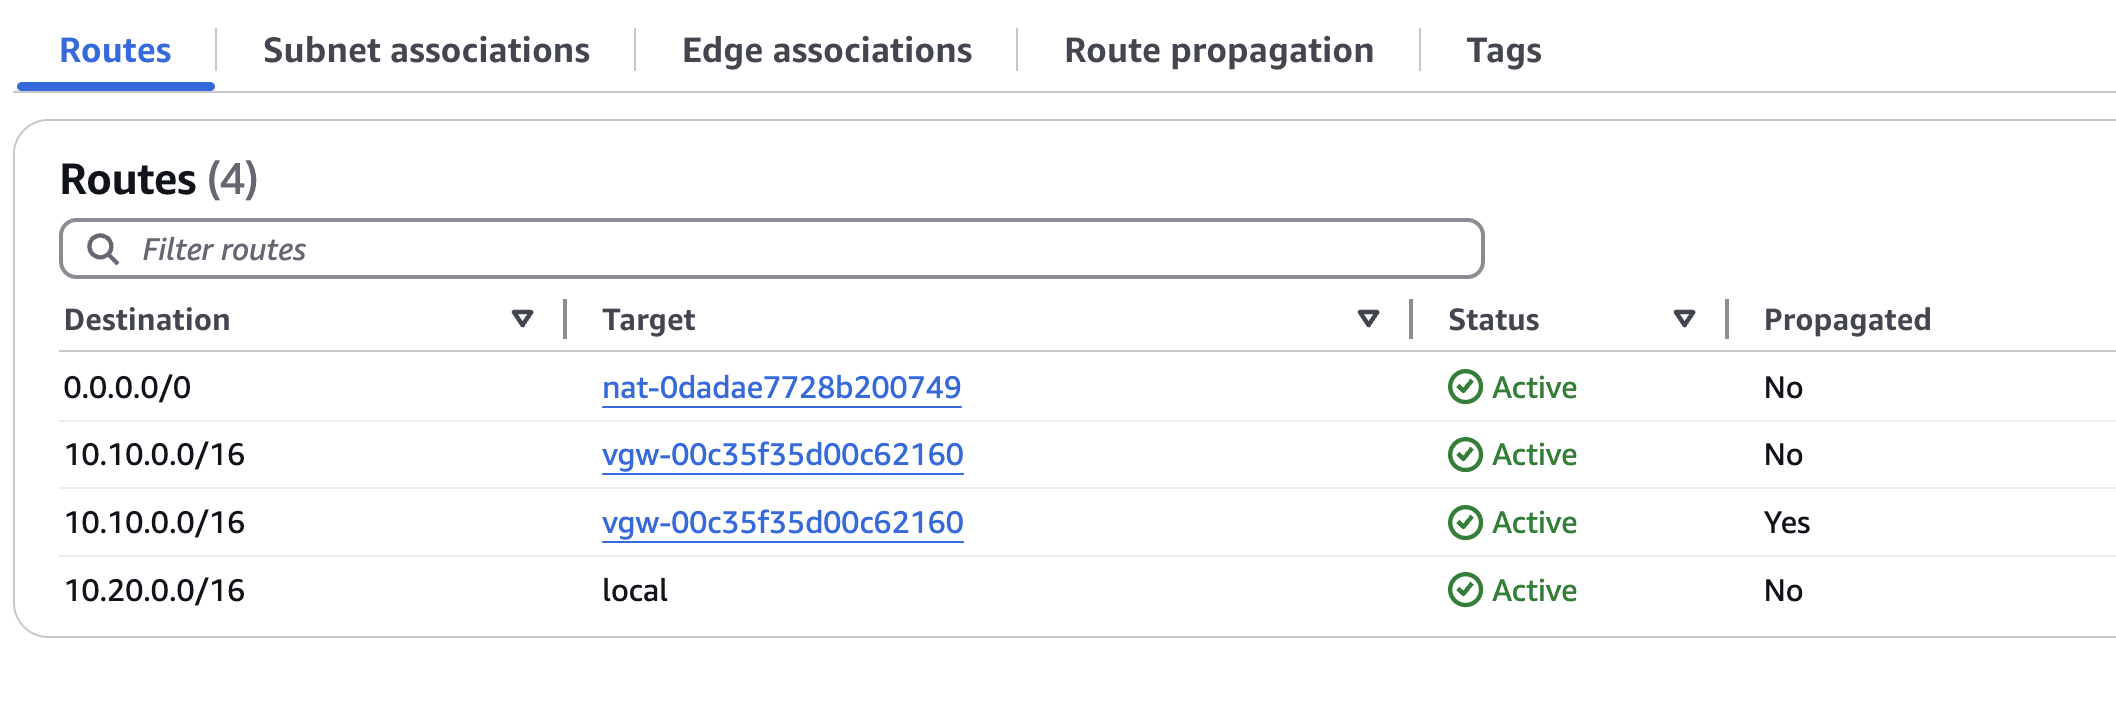 Routes Subnet associations Edge associations Route propagation Tags
Routes (4)
Filter routes
Destination Target Status Propagated
0.0.0.0/0 nat-0dadae7728b200749 Active No
10.10.0.0/16 vgw-00c35f35d00c62160 Active No
10.10.0.0/16 vgw-00c35f35d00c62160 Active Yes
10.20.0.0/16 local Active No